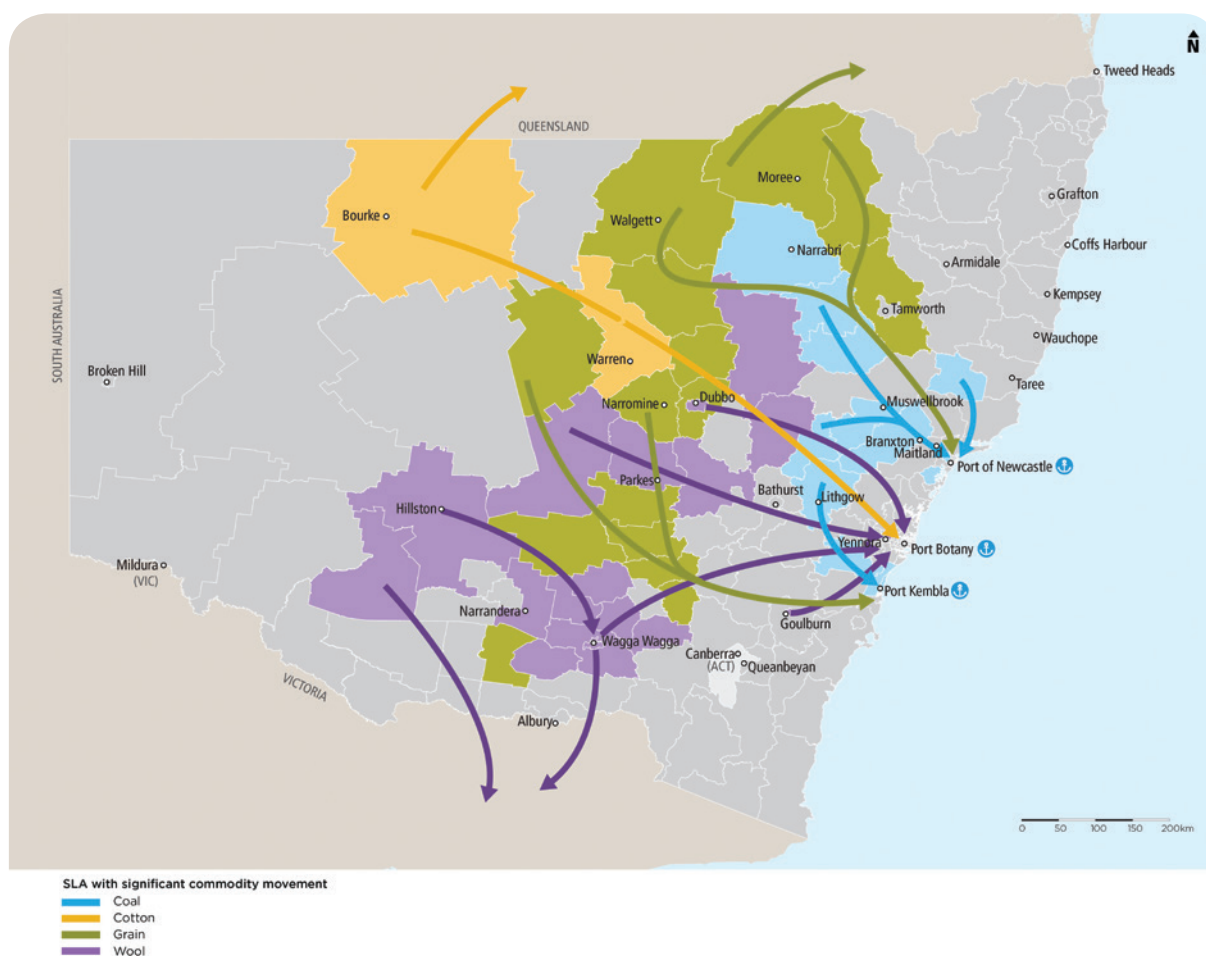 N
Tweed Heads
QUEENSLAND
Moree
Grafton
Bourke
Walgett
Narrabri
Coffs Harbour
Armidale
Kempsey
Tamworth
SOUTH AUSTRALIA
Wauchope
Warren
Broken Hill
Taree
Narromine
Dubbo
Muswellbrook
Branxton
Maitland
Port of Newcastle
Parkes
Bathurst
Lithgow
Hillston
Yennora
Port Botany
Mildura
(VIC)
Port Kembla
Narrandera
Goulburn
Wagga Wagga
Canberra
(ACT)
Queanbeyan
VICTORIA
Albury
0 50 100 150 200km
SLA with significant commodity movement
Coal
Cotton
Grain
Wool